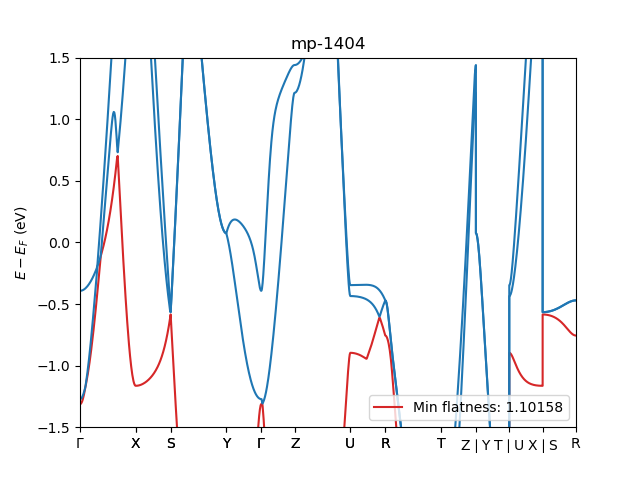 mp-1404
E − E_F (eV)
1.5
1.0
0.5
0.0
−0.5
−1.0
−1.5
Min flatness: 1.10158
Γ X S Y Γ Z U R T Z | Y T | U X | S R